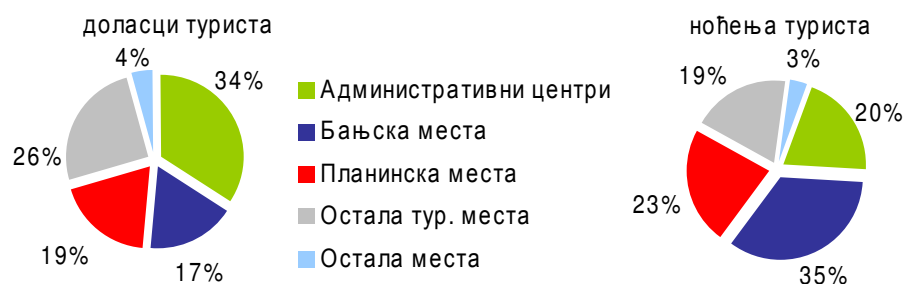 доласци туриста
4%
34%
26%
19%
17%
Административни центри
Бањска места
Планинска места
Остала тур. места
Остала места
ноћења туриста
3%
19%
20%
23%
35%